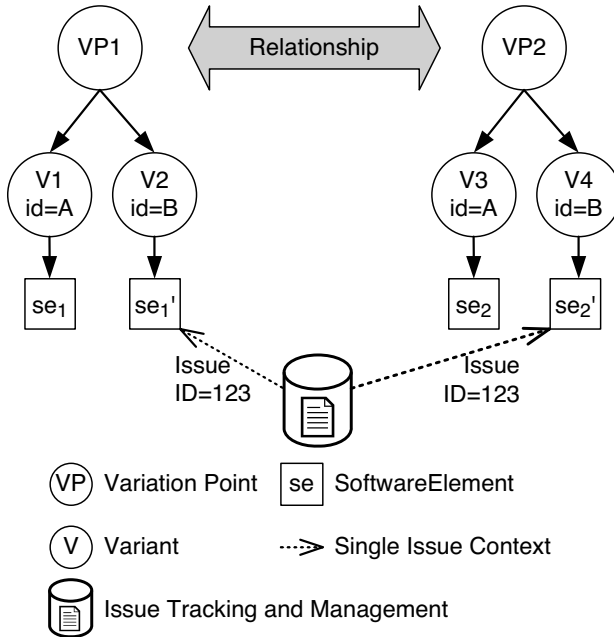 VP1
Relationship
VP2
V1
id=A
V2
id=B
V3
id=A
V4
id=B
se₁
se₁'
se₂
se₂'
Issue
ID=123
Issue
ID=123
VP Variation Point
se SoftwareElement
V Variant
Single Issue Context
Issue Tracking and Management